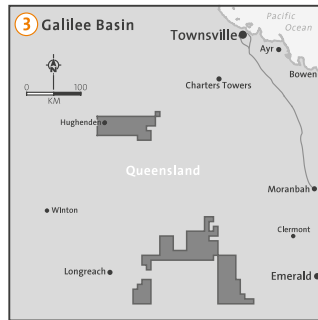 3 Galilee Basin
Pacific
Ocean
Townsville
Ayr
Bowen
N
Charters Towers
0 100
KM
Hughenden
Queensland
Moranbah
Winton
Clermont
Longreach
Emerald